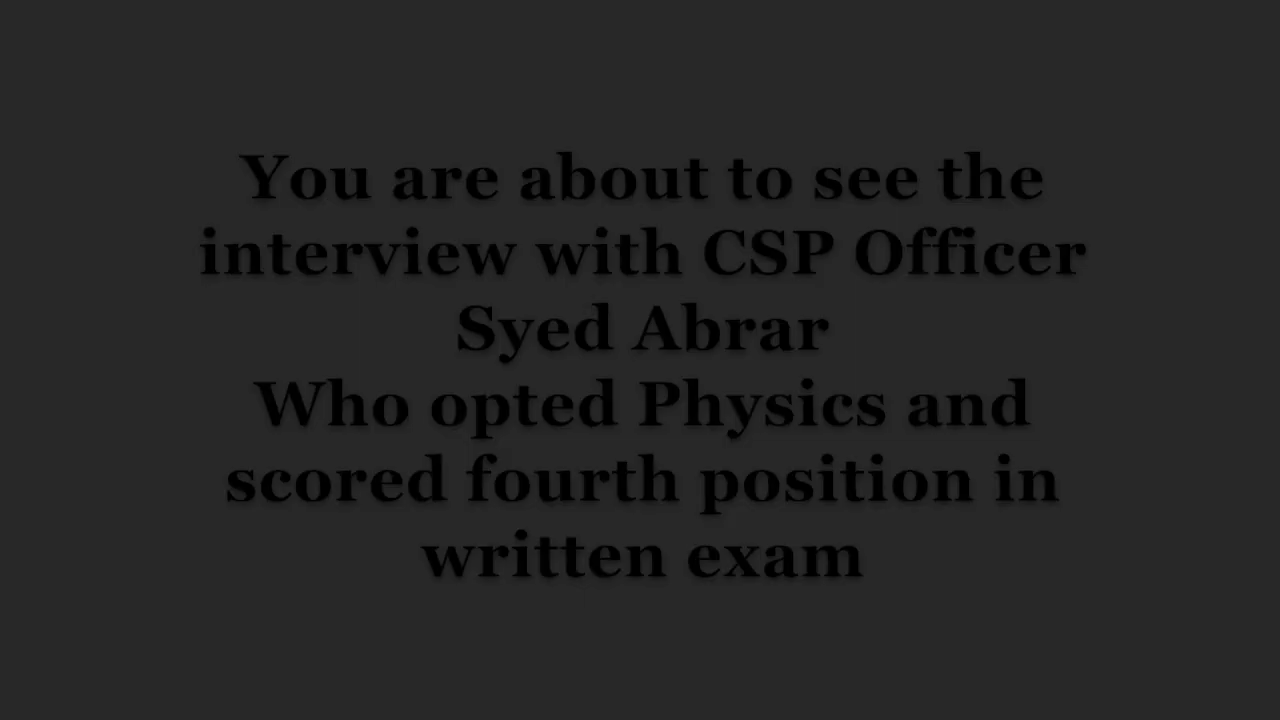 You are about to see the
interview with CSP Officer
Syed Abrar
Who opted Physics and
scored fourth position in
written exam